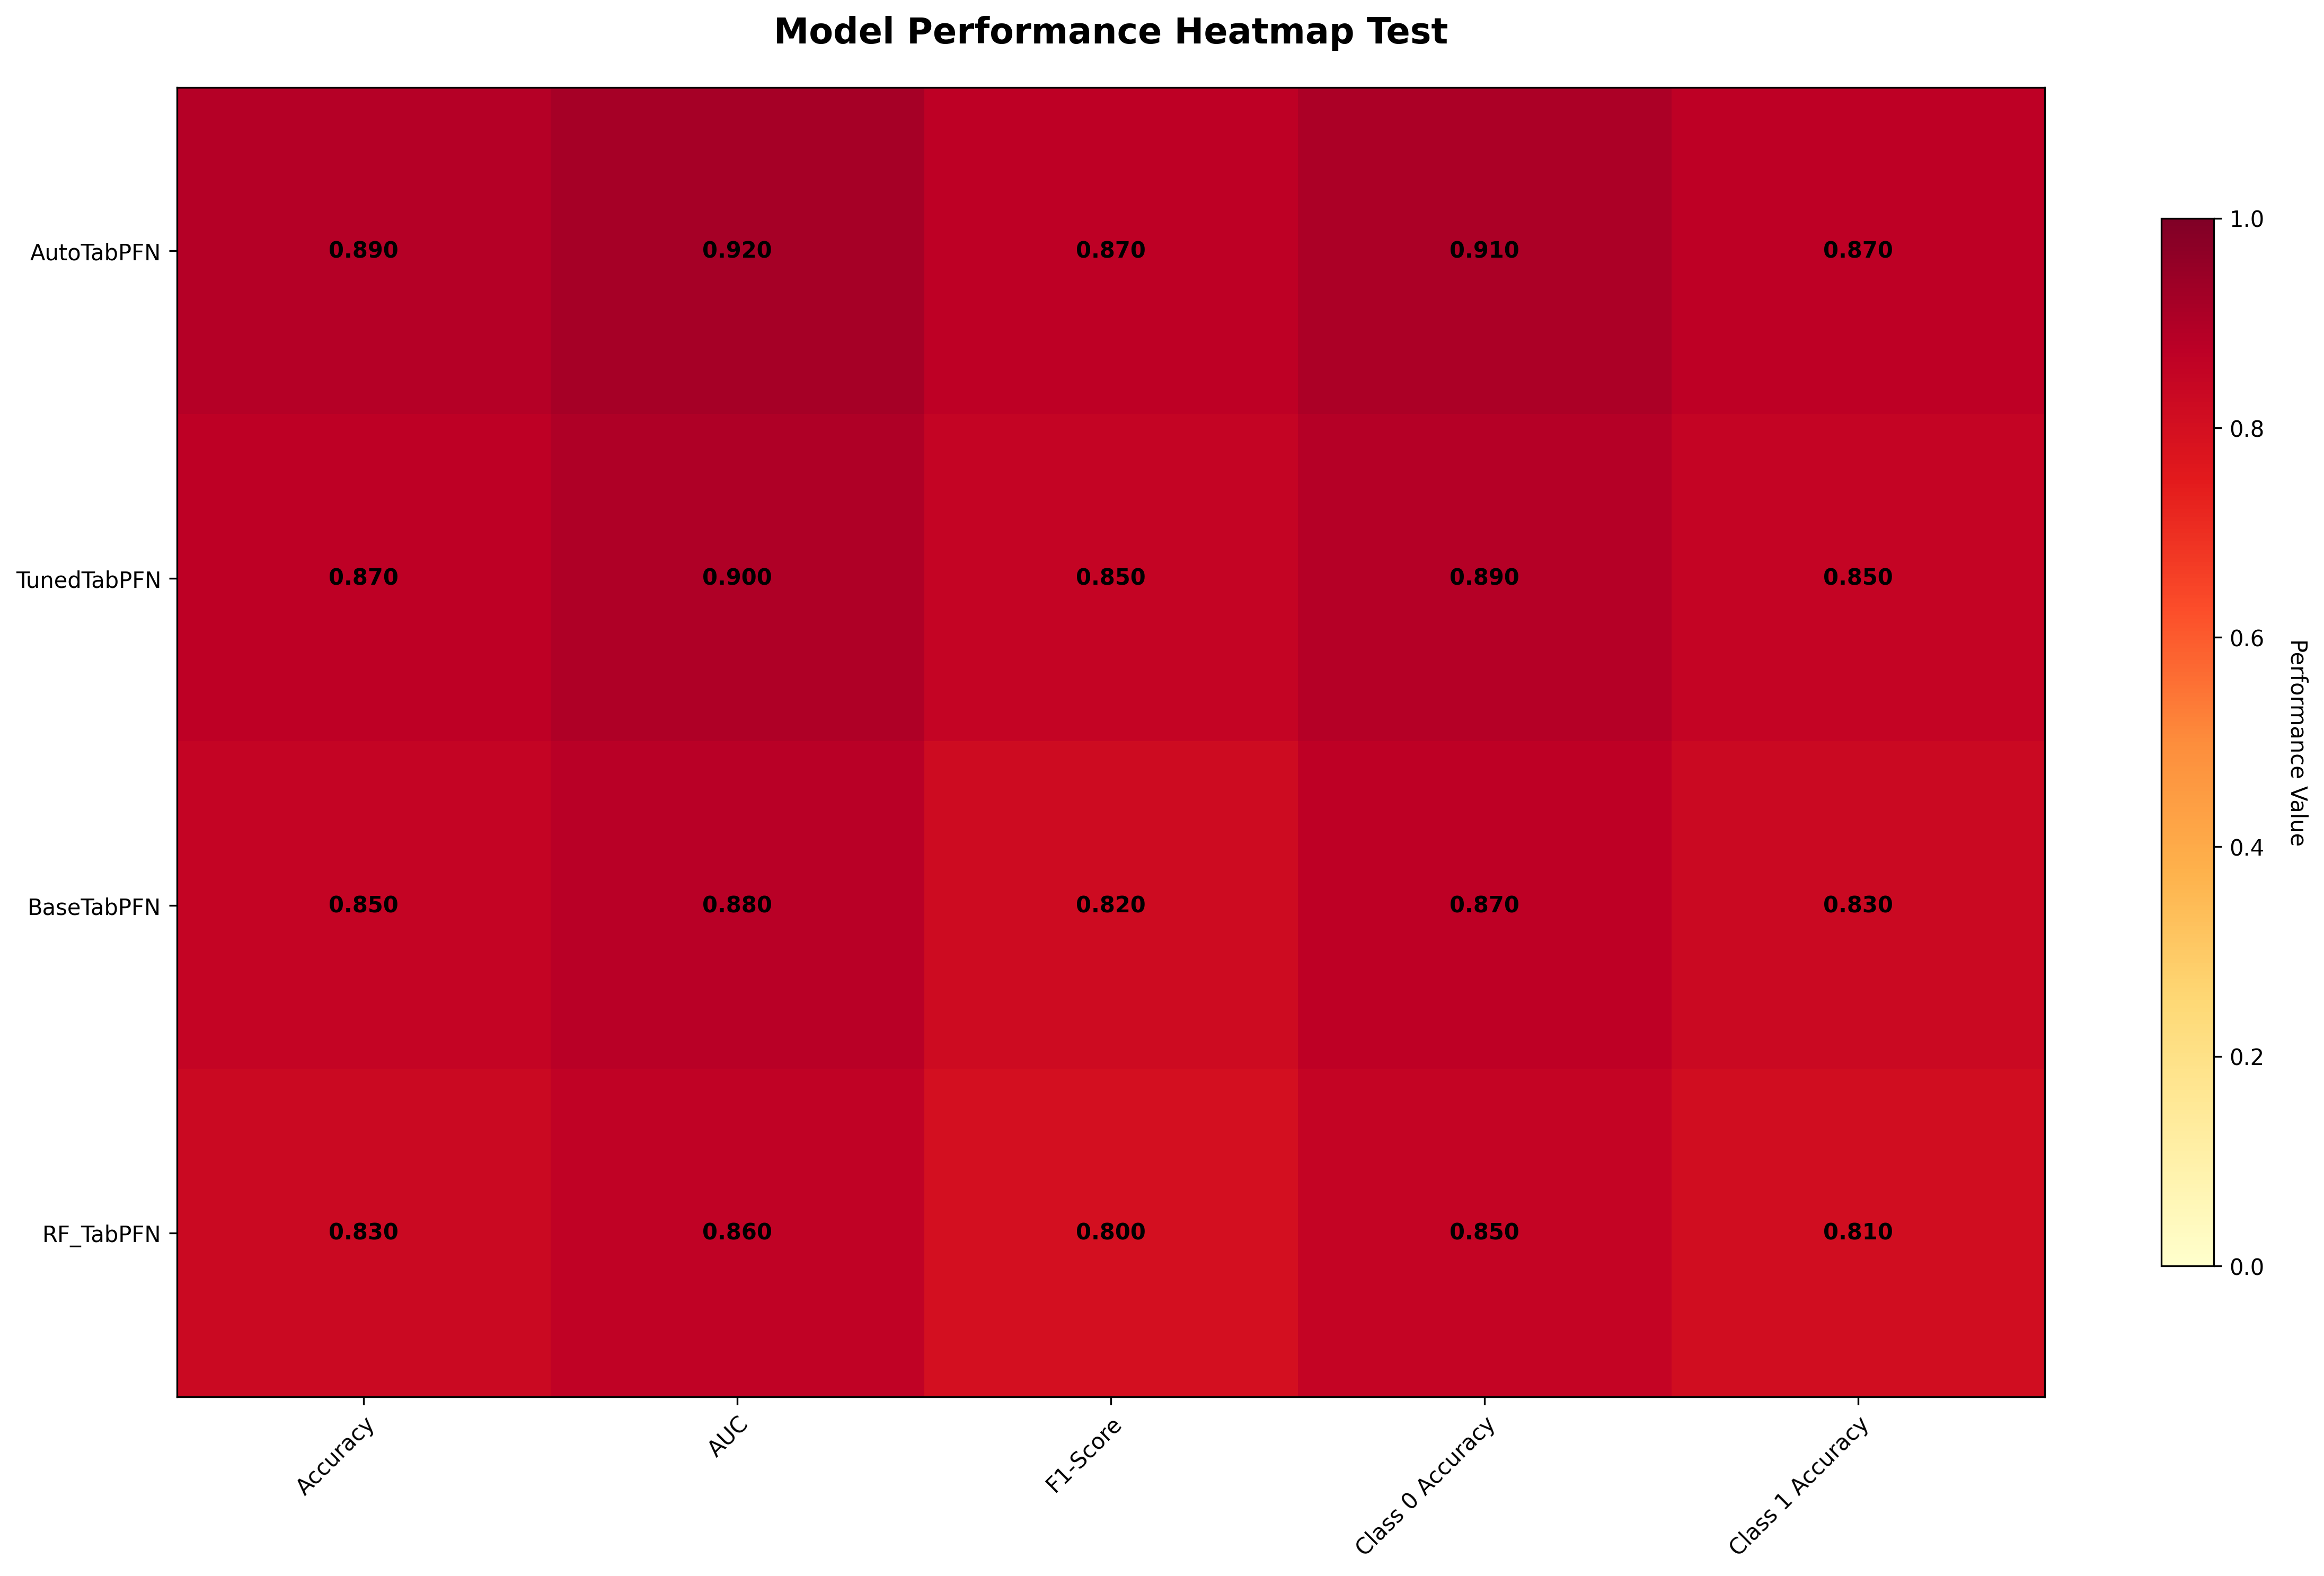 Model Performance Heatmap Test
AutoTabPFN
0.890 0.920 0.870 0.910 0.870
TunedTabPFN
0.870 0.900 0.850 0.890 0.850
BaseTabPFN
0.850 0.880 0.820 0.870 0.830
RF_TabPFN
0.830 0.860 0.800 0.850 0.810
Accuracy
AUC
F1-Score
Class 0 Accuracy
Class 1 Accuracy
1.0
0.8
0.6
0.4
0.2
0.0
Performance Value